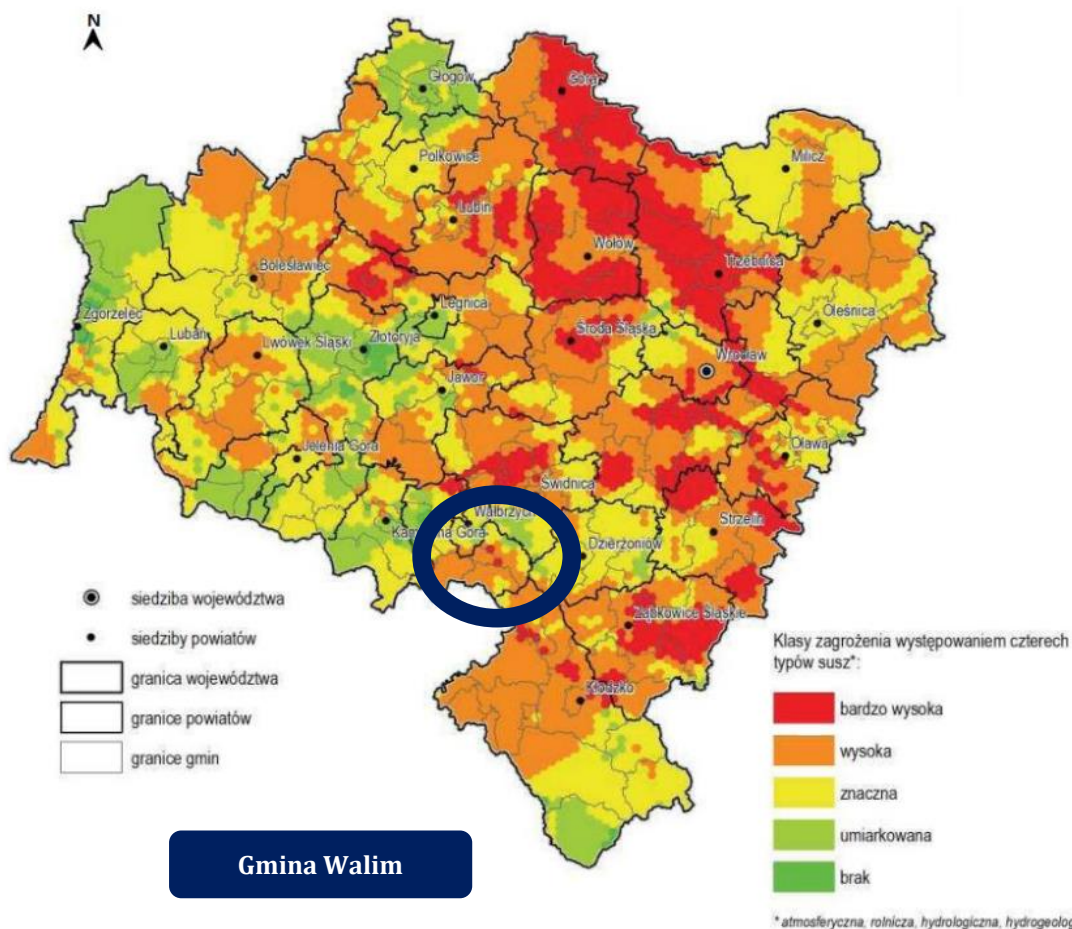 N
Głogów
Góra
Polkowice
Milicz
Lubin
Wołów
Bolesławiec
Trzebnica
Legnica
Oleśnica
Zgorzelec
Lubań
Złotoryja
Środa Śląska
Lwówek Śląski
Wrocław
Jawor
Jelenia Góra
Oława
Świdnica
Wałbrzych
Strzelin
Kamienna Góra
Dzierżoniów
Ząbkowice Śląskie
Kłodzko
siedziba województwa
siedziby powiatów
granica województwa
granice powiatów
granice gmin
Klasy zagrożenia występowaniem czterech
typów susz*:
bardzo wysoka
wysoka
znaczna
umiarkowana
brak
Gmina Walim
* atmosferyczna, rolnicza, hydrologiczna, hydrogeolog